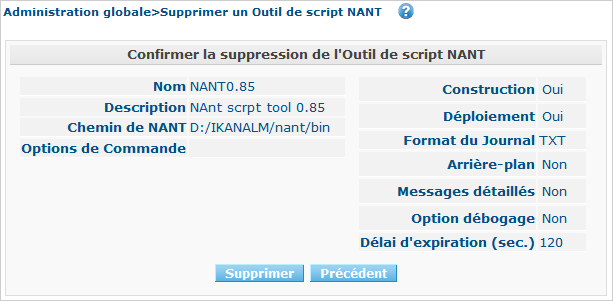 Administration globale>Supprimer un Outil de script NANT ?
Confirmer la suppression de l'Outil de script NANT
Nom NANT0.85
Description NAnt scrpt tool 0.85
Chemin de NANT D:/IKANALM/nant/bin
Options de Commande
Construction Oui
Déploiement Oui
Format du Journal TXT
Arrière-plan Non
Messages détaillés Non
Option débogage Non
Délai d'expiration (sec.) 120
Supprimer Précédent